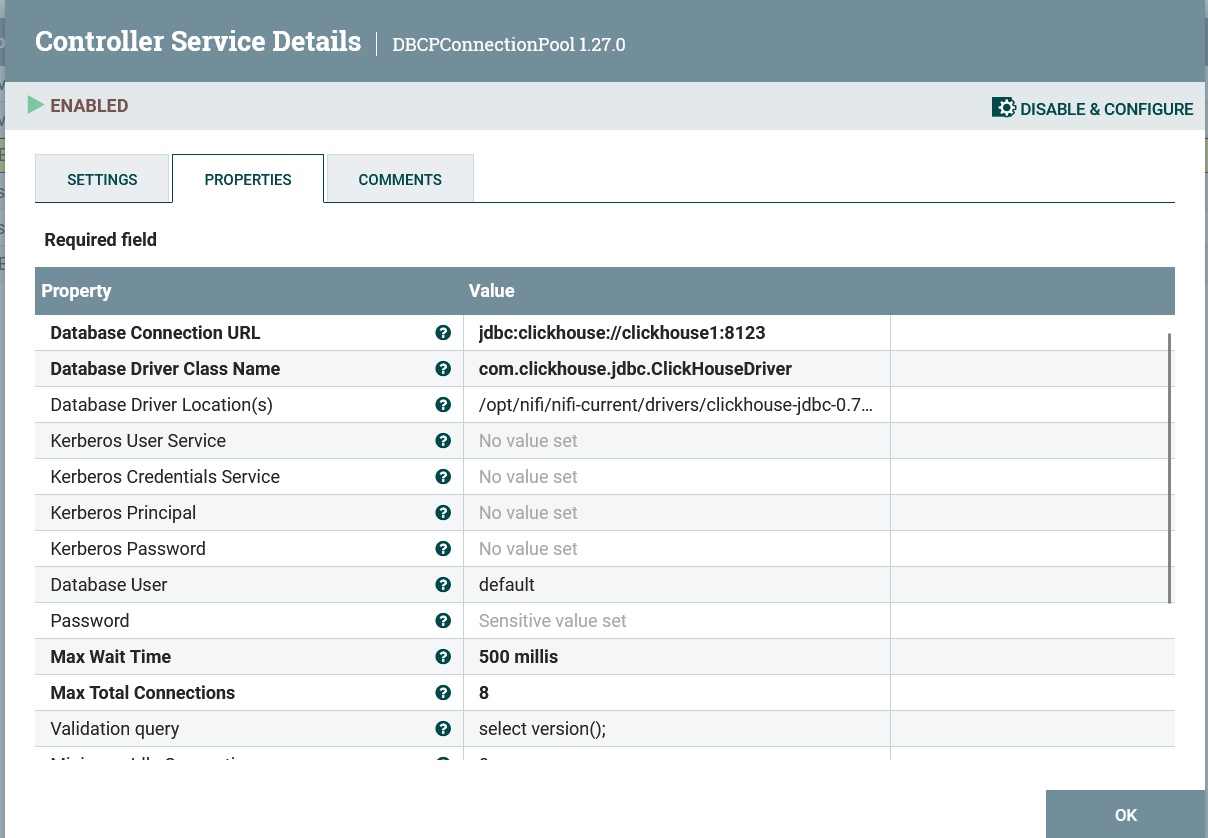 Controller Service Details | DBCPConnectionPool 1.27.0
ENABLED DISABLE & CONFIGURE
SETTINGS PROPERTIES COMMENTS
Required field
Property Value
Database Connection URL ? jdbc:clickhouse://clickhouse1:8123
Database Driver Class Name ? com.clickhouse.jdbc.ClickHouseDriver
Database Driver Location(s) ? /opt/nifi/nifi-current/drivers/clickhouse-jdbc-0.7...
Kerberos User Service ? No value set
Kerberos Credentials Service ? No value set
Kerberos Principal ? No value set
Kerberos Password ? No value set
Database User ? default
Password ? Sensitive value set
Max Wait Time ? 500 millis
Max Total Connections ? 8
Validation query ? select version();
OK